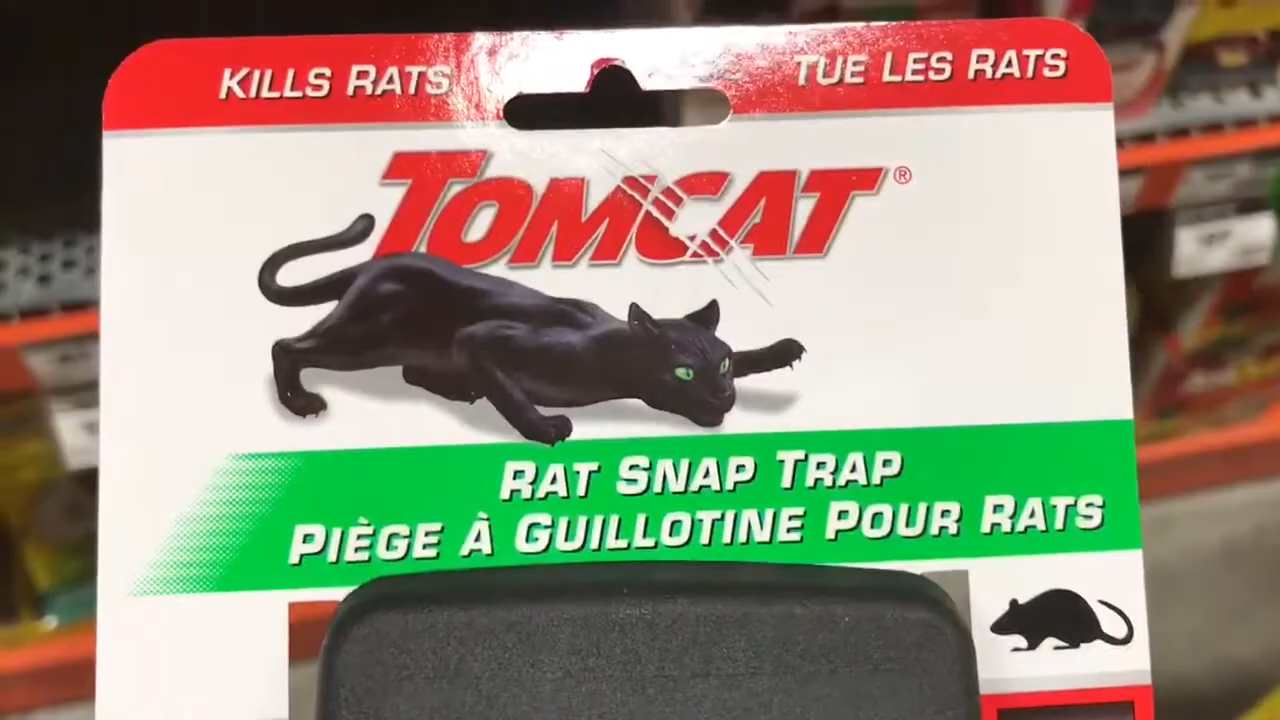 KILLS RATS
TUE LES RATS
TOMCAT®
RAT SNAP TRAP
PIÈGE À GUILLOTINE POUR RATS